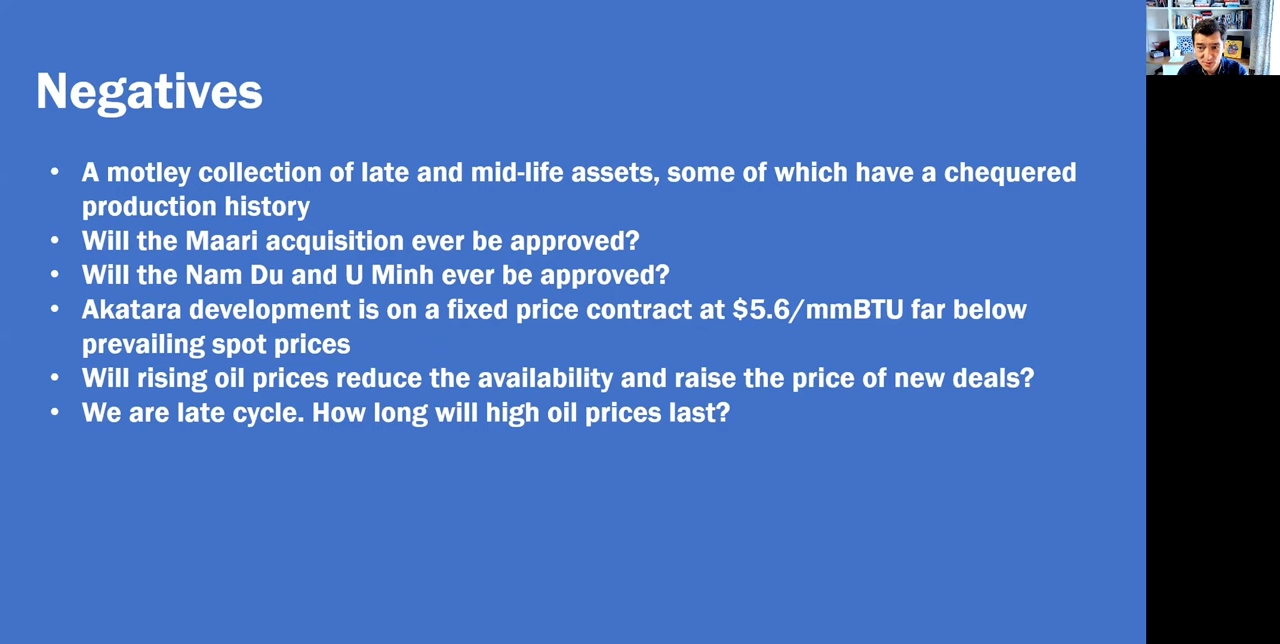 Negatives
• A motley collection of late and mid-life assets, some of which have a chequered
production history
• Will the Maari acquisition ever be approved?
• Will the Nam Du and U Minh ever be approved?
• Akatara development is on a fixed price contract at $5.6/mmBTU far below
prevailing spot prices
• Will rising oil prices reduce the availability and raise the price of new deals?
• We are late cycle. How long will high oil prices last?